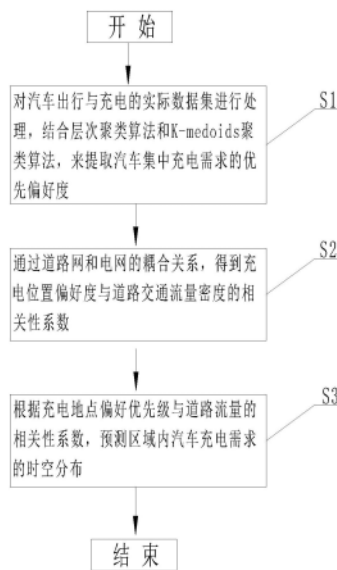 开 始
对汽车出行与充电的实际数据集进行处
理，结合层次聚类算法和K-medoids聚
类算法，来提取汽车集中充电需求的优
先偏好度
S1
通过道路网和电网的耦合关系，得到充
电位置偏好度与道路交通流量密度的相
关性系数
S2
根据充电地点偏好优先级与道路流量的
相关性系数，预测区域内汽车充电需求
的时空分布
S3
结 束